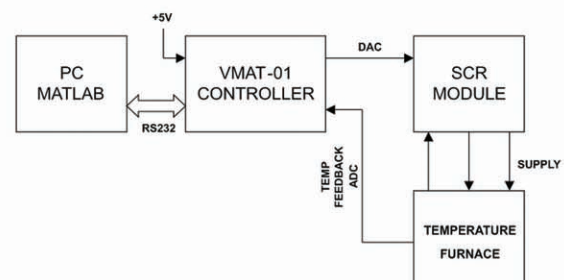 +5V
PC
MATLAB
RS232
VMAT-01
CONTROLLER
DAC
SCR
MODULE
TEMP
FEEDBACK
ADC
SUPPLY
TEMPERATURE
FURNACE